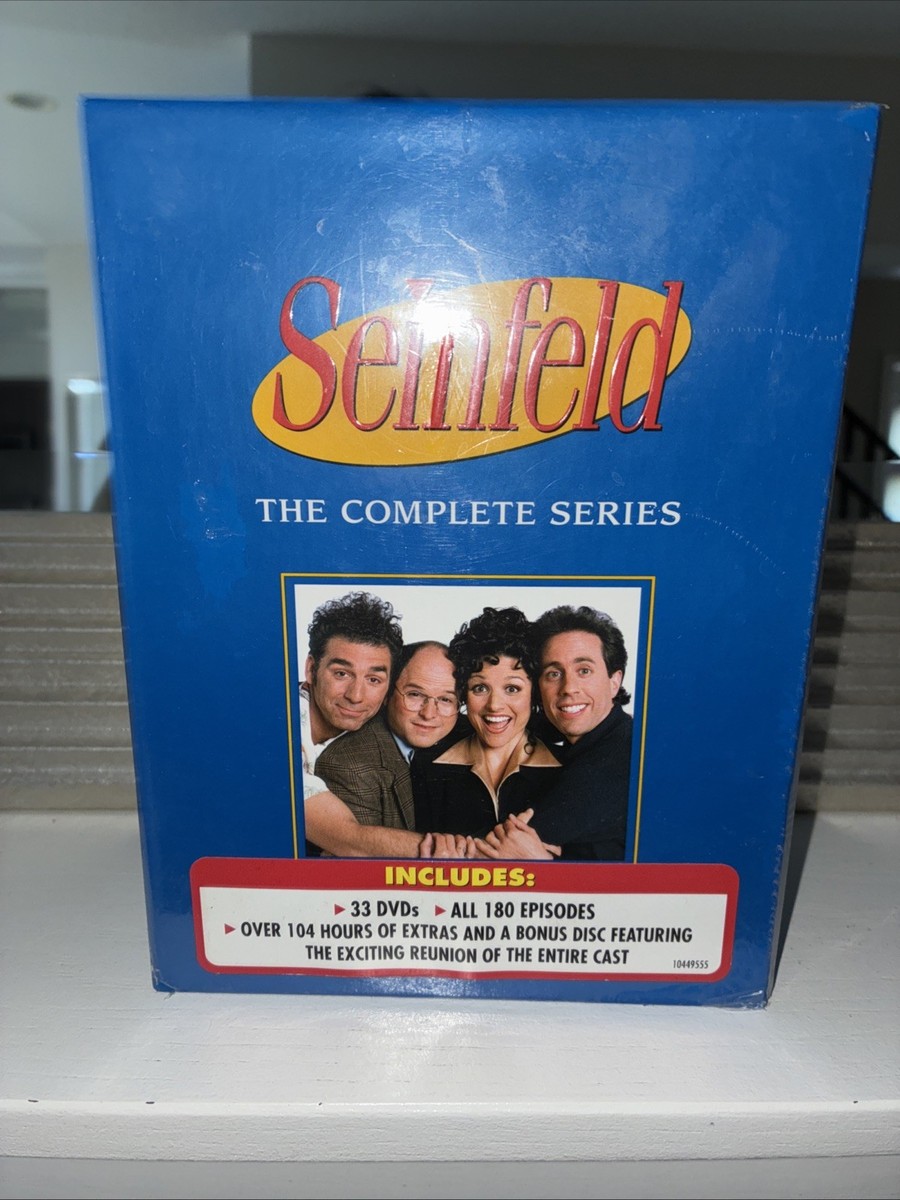 Seinfeld
THE COMPLETE SERIES
INCLUDES:
▶ 33 DVDs ▶ ALL 180 EPISODES
▶ OVER 104 HOURS OF EXTRAS AND A BONUS DISC FEATURING
THE EXCITING REUNION OF THE ENTIRE CAST
10449555